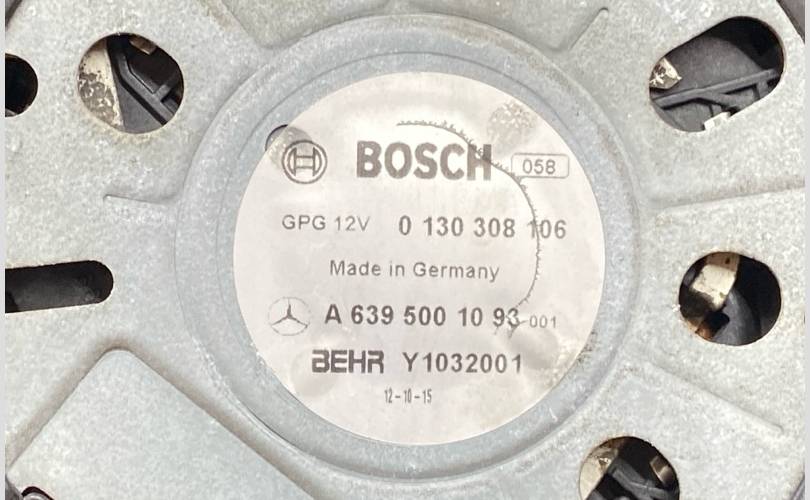 BOSCH 058
GPG 12V 0 130 308 106
Made in Germany
A 639 500 10 93-001
BEHR Y1032001
12-10-15